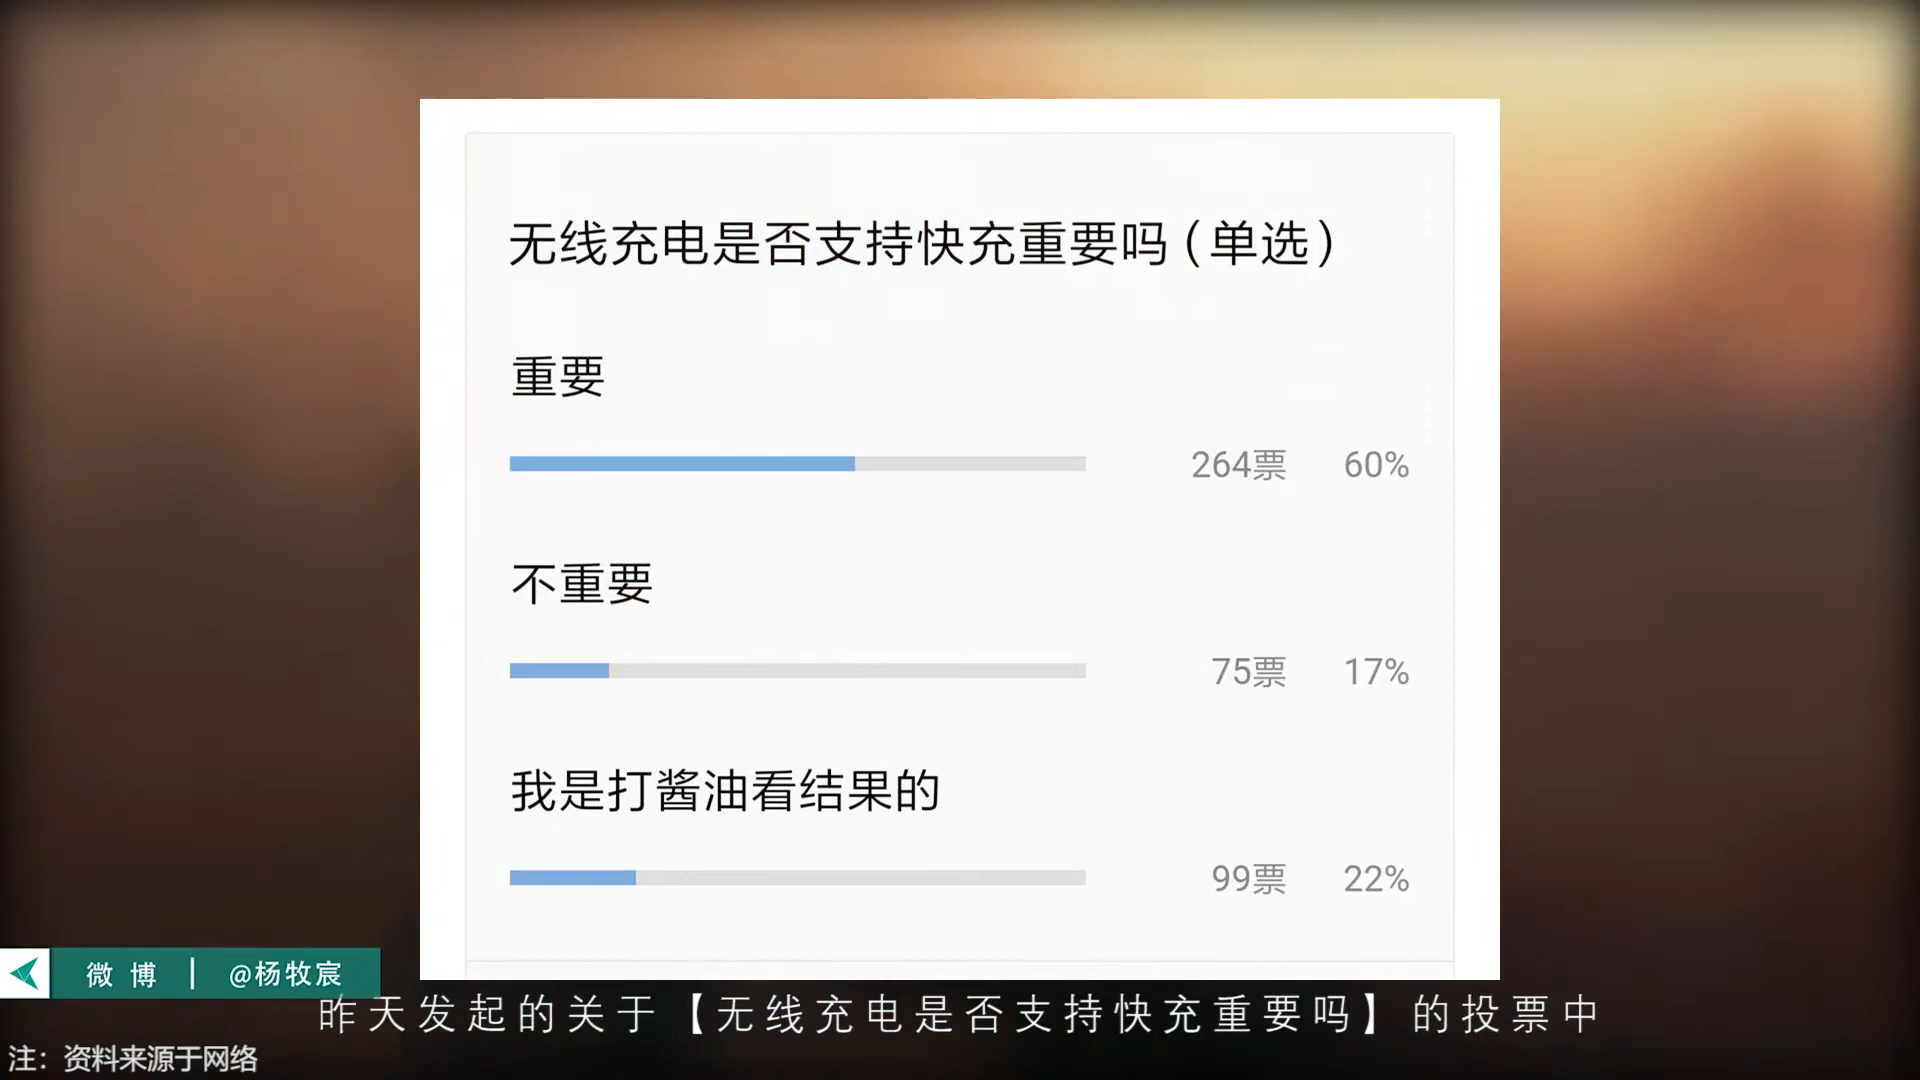 无线充电是否支持快充重要吗（单选）
重要
264票 60%
不重要
75票 17%
我是打酱油看结果的
99票 22%
微博 | @杨牧宸
昨天发起的关于【无线充电是否支持快充重要吗】的投票中
注：资料来源于网络